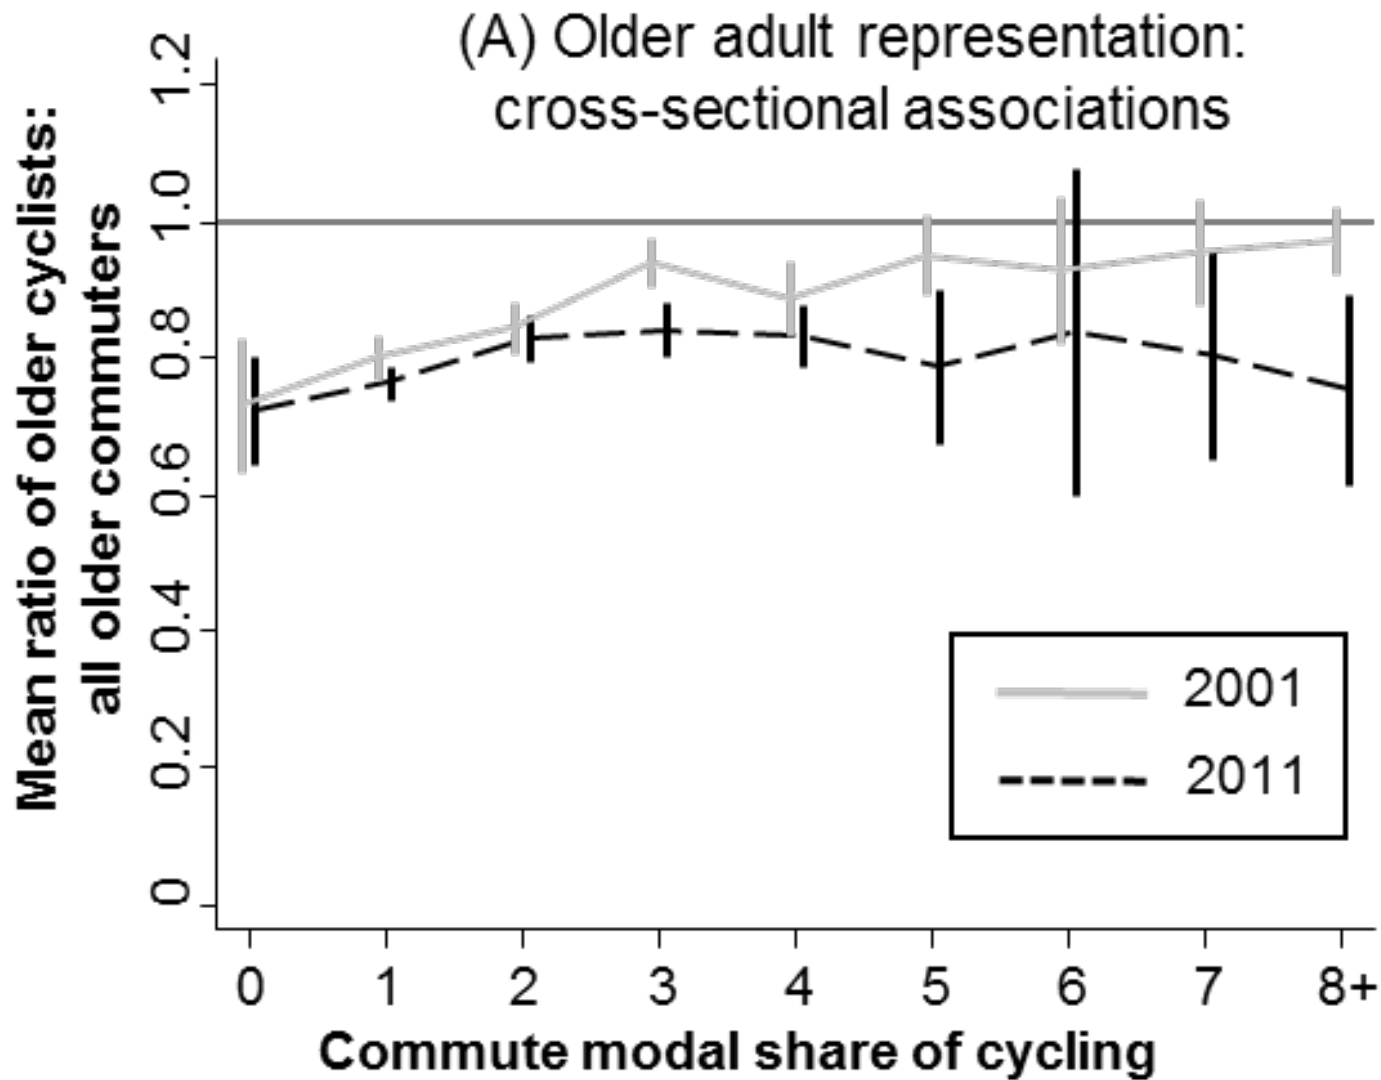 (A) Older adult representation:
cross-sectional associations
Mean ratio of older cyclists:
all older commuters
1.2
1.0
0.8
0.6
0.4
0.2
0
2001
2011
0 1 2 3 4 5 6 7 8+
Commute modal share of cycling